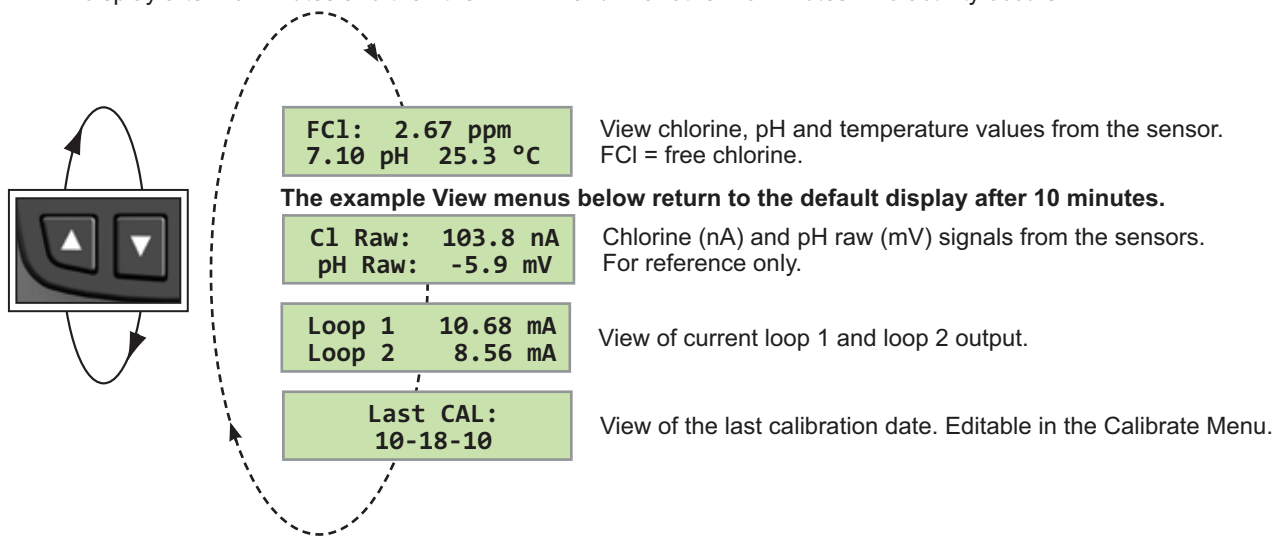 FCl: 2.67 ppm
7.10 pH 25.3 °C
View chlorine, pH and temperature values from the sensor.
FCl = free chlorine.
The example View menus below return to the default display after 10 minutes.
Cl Raw: 103.8 nA
pH Raw: -5.9 mV
Chlorine (nA) and pH raw (mV) signals from the sensors.
For reference only.
Loop 1 10.68 mA
Loop 2 8.56 mA
View of current loop 1 and loop 2 output.
Last CAL:
10-18-10
View of the last calibration date. Editable in the Calibrate Menu.